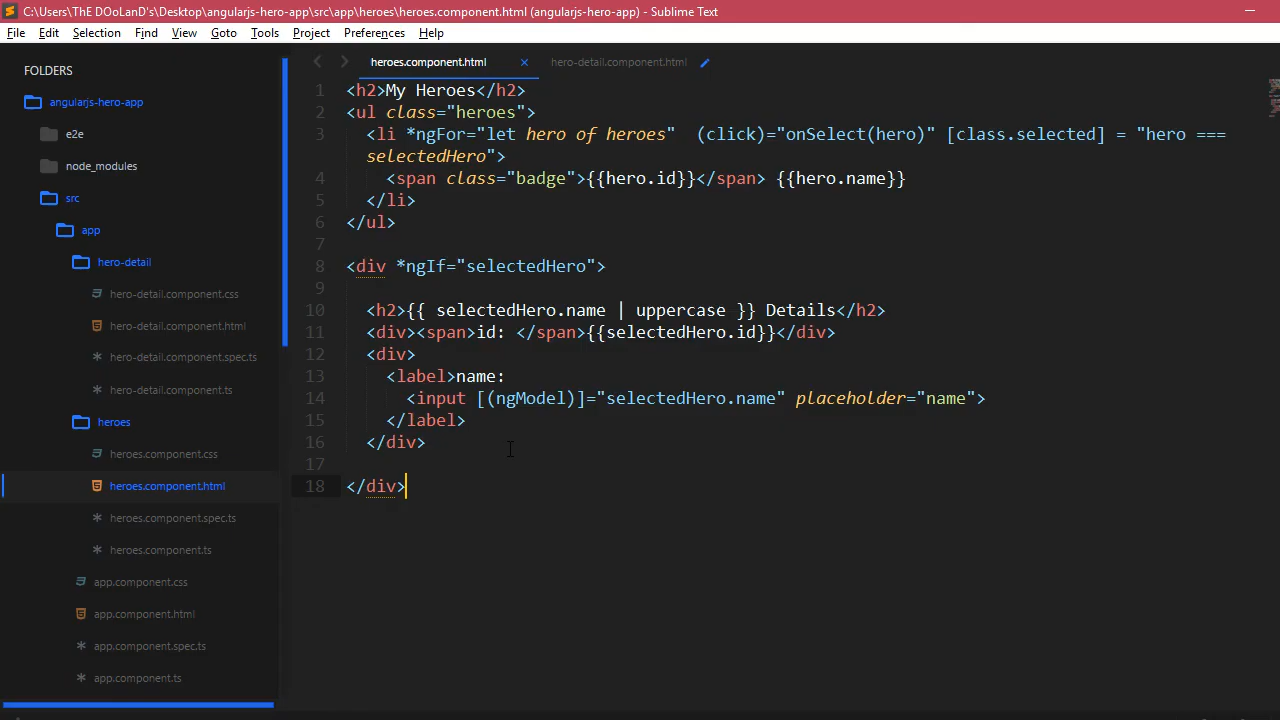 C:\Users\ThE DOoLanD's\Desktop\angularjs-hero-app\src\app\heroes\heroes.component.html (angularjs-hero-app) - Sublime Text
File Edit Selection Find View Goto Tools Project Preferences Help
FOLDERS
angularjs-hero-app
e2e
node_modules
src
app
hero-detail
hero-detail.component.css
hero-detail.component.html
hero-detail.component.spec.ts
hero-detail.component.ts
heroes
heroes.component.css
heroes.component.html
heroes.component.spec.ts
heroes.component.ts
app.component.css
app.component.html
app.component.spec.ts
app.component.ts
heroes.component.html hero-detail.component.html
1 <h2>My Heroes</h2>
2 <ul class="heroes">
3 <li *ngFor="let hero of heroes"  (click)="onSelect(hero)" [class.selected] = "hero ===
selectedHero">
4 <span class="badge">{{hero.id}}</span> {{hero.name}}
5 </li>
6 </ul>
7
8 <div *ngIf="selectedHero">
9
10 <h2>{{ selectedHero.name | uppercase }} Details</h2>
11 <div><span>id: </span>{{selectedHero.id}}</div>
12 <div>
13 <label>name:
14 <input [(ngModel)]="selectedHero.name" placeholder="name">
15 </label>
16 </div>
17
18 </div>